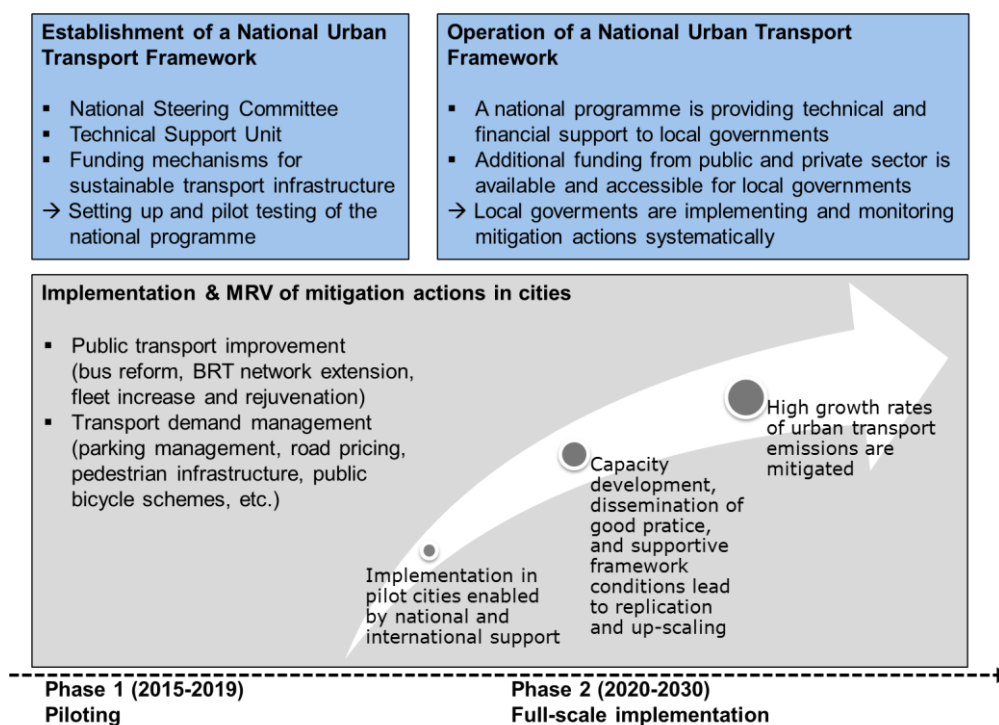 Establishment of a National Urban
Transport Framework
▪ National Steering Committee
▪ Technical Support Unit
▪ Funding mechanisms for
sustainable transport infrastructure
→ Setting up and pilot testing of the
national programme
Operation of a National Urban Transport
Framework
▪ A national programme is providing technical and
financial support to local governments
▪ Additional funding from public and private sector is
available and accessible for local governments
→ Local goverments are implementing and monitoring
mitigation actions systematically
Implementation & MRV of mitigation actions in cities
▪ Public transport improvement
(bus reform, BRT network extension,
fleet increase and rejuvenation)
▪ Transport demand management
(parking management, road pricing,
pedestrian infrastructure, public
bicycle schemes, etc.)
Implementation in
pilot cities enabled
by national and
international support
Capacity
development,
dissemination of
good pratice,
and supportive
framework
conditions lead
to replication
and up-scaling
High growth rates
of urban transport
emissions are
mitigated
Phase 1 (2015-2019)
Piloting
Phase 2 (2020-2030)
Full-scale implementation